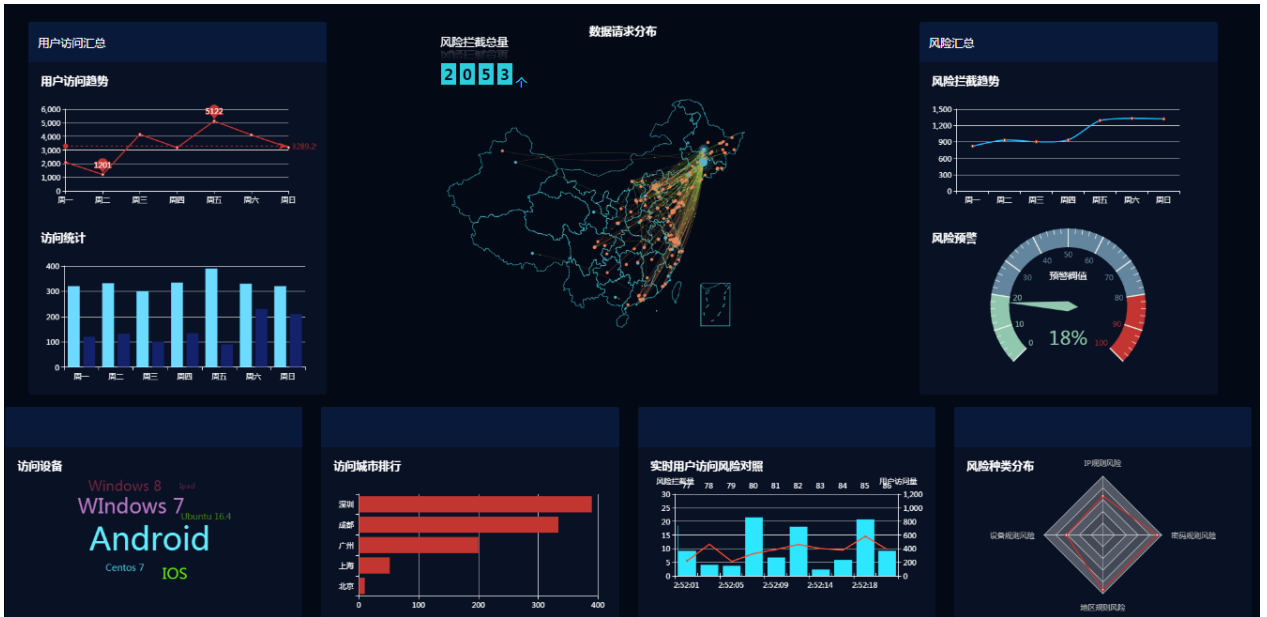 用户访问汇总
用户访问趋势
6,000
5,000
4,000
3,000
2,000
1,000
0
5122
1201
3289.2
周一 周二 周三 周四 周五 周六 周日
访问统计
400
300
200
100
0
周一 周二 周三 周四 周五 周六 周日
数据请求分布
风险拦截总量
2 0 5 3 个
风险汇总
风险拦截趋势
1,500
1,200
900
600
300
0
周一 周二 周三 周四 周五 周六 周日
风险预警
0 10 20 30 40 50 60 70 80 90 100
预警阈值
18%
访问设备
Windows 8 Ipad
WIndows 7
Ubuntu 16.4
Android
Centos 7 IOS
访问城市排行
深圳
成都
广州
上海
北京
0 100 200 300 400
实时用户访问风险对照
风险拦截量 用户访问量
77 78 79 80 81 82 83 84 85 86
30 1,200
25 1,000
20 800
15 600
10 400
5 200
0 0
2:52:01 2:52:05 2:52:09 2:52:14 2:52:18
风险种类分布
IP规则风险
设备规则风险 密码规则风险
地区规则风险